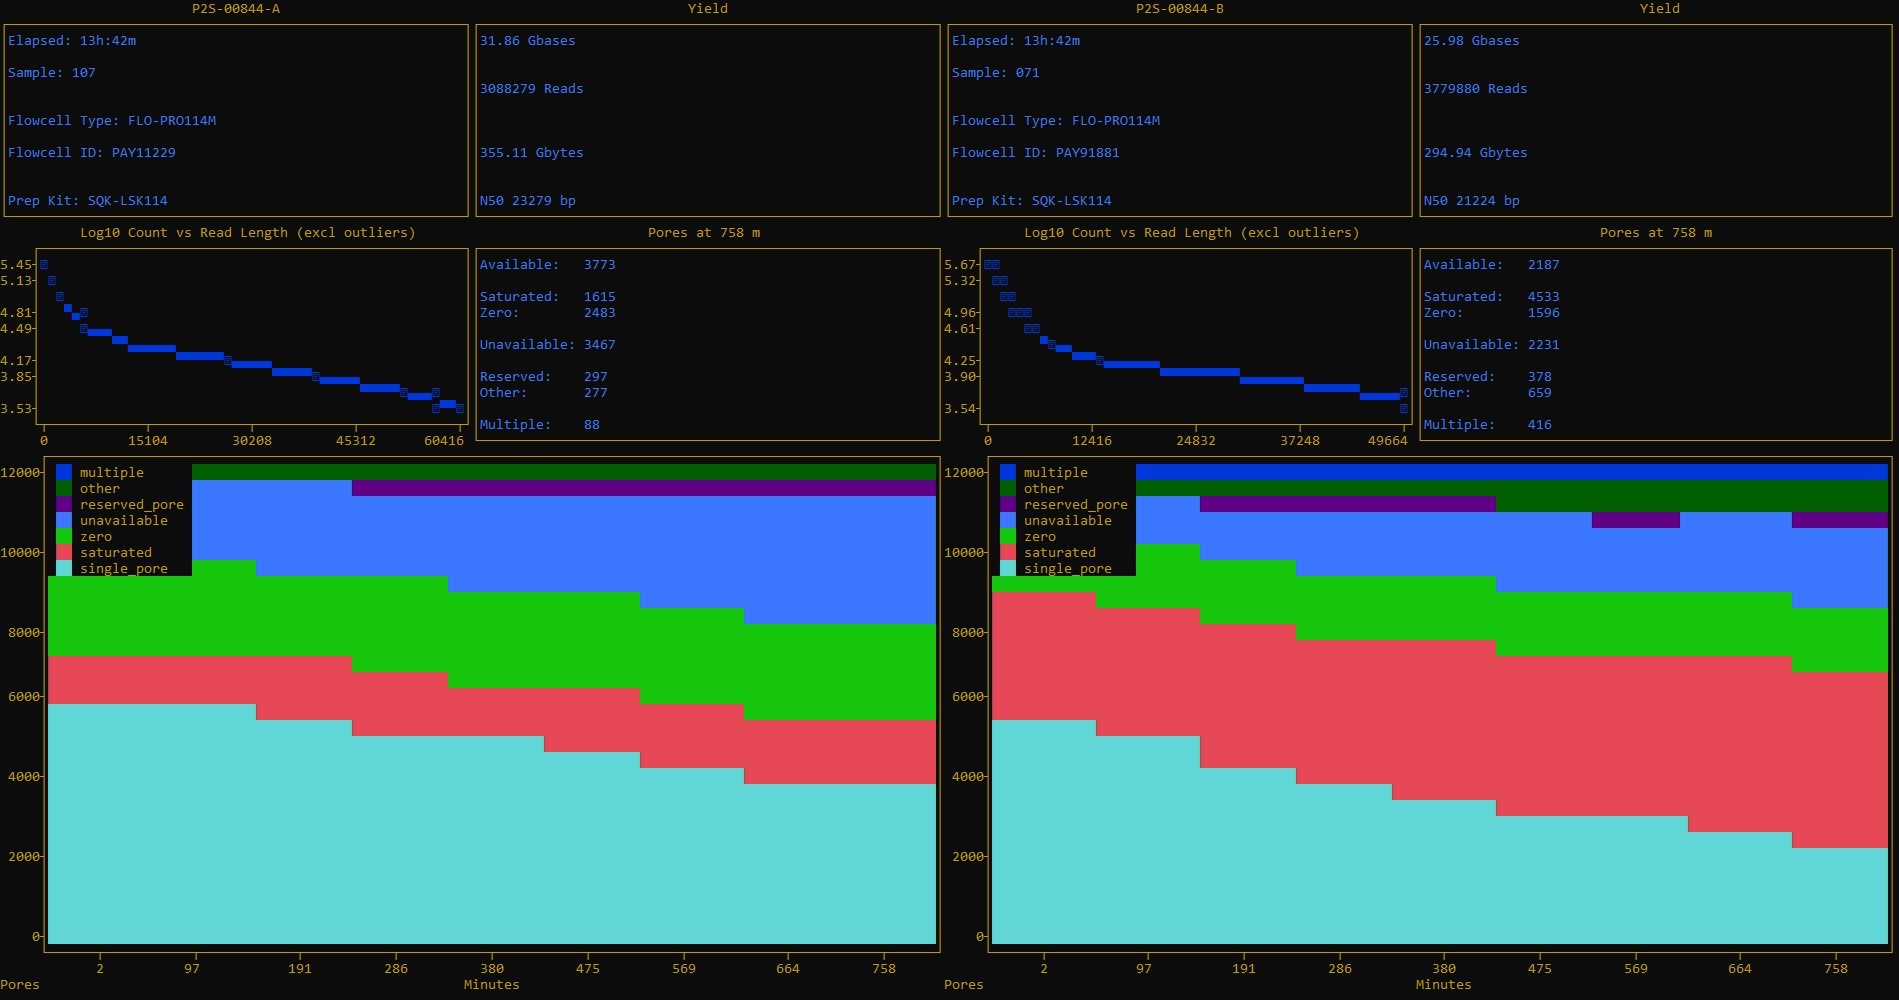 P2S-00844-A
Elapsed: 13h:42m
Sample: 107
Flowcell Type: FLO-PRO114M
Flowcell ID: PAY11229
Prep Kit: SQK-LSK114
Yield
31.86 Gbases
3088279 Reads
355.11 Gbytes
N50 23279 bp
Log10 Count vs Read Length (excl outliers)
5.45
5.13
4.81
4.49
4.17
3.85
3.53
0 15104 30208 45312 60416
Pores at 758 m
Available: 3773
Saturated: 1615
Zero: 2483
Unavailable: 3467
Reserved: 297
Other: 277
Multiple: 88
12000
10000
8000
6000
4000
2000
0
multiple
other
reserved_pore
unavailable
zero
saturated
single_pore
2 97 191 286 380 475 569 664 758
Pores Minutes
P2S-00844-B
Elapsed: 13h:42m
Sample: 071
Flowcell Type: FLO-PRO114M
Flowcell ID: PAY91881
Prep Kit: SQK-LSK114
Yield
25.98 Gbases
3779880 Reads
294.94 Gbytes
N50 21224 bp
Log10 Count vs Read Length (excl outliers)
5.67
5.32
4.96
4.61
4.25
3.90
3.54
0 12416 24832 37248 49664
Pores at 758 m
Available: 2187
Saturated: 4533
Zero: 1596
Unavailable: 2231
Reserved: 378
Other: 659
Multiple: 416
12000
10000
8000
6000
4000
2000
0
multiple
other
reserved_pore
unavailable
zero
saturated
single_pore
2 97 191 286 380 475 569 664 758
Pores Minutes